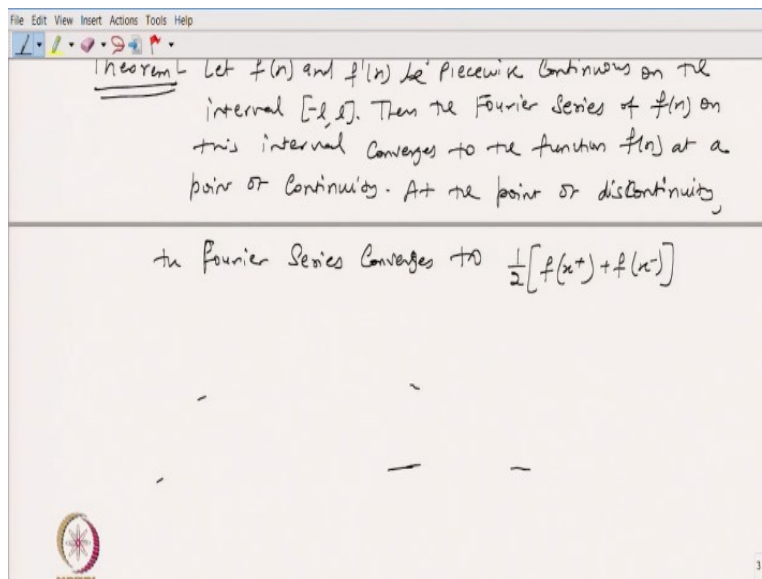 File Edit View Insert Actions Tools Help
Theorem Let f(x) and f'(x) be Piecewise Continuous on the
interval [-l, l]. Then the Fourier Series of f(x) on
this interval Converges to the function f(x) at a
point of Continuity. At the point of discontinuity,
the Fourier Series Converges to 1/2[f(x+)+f(x-)]
3